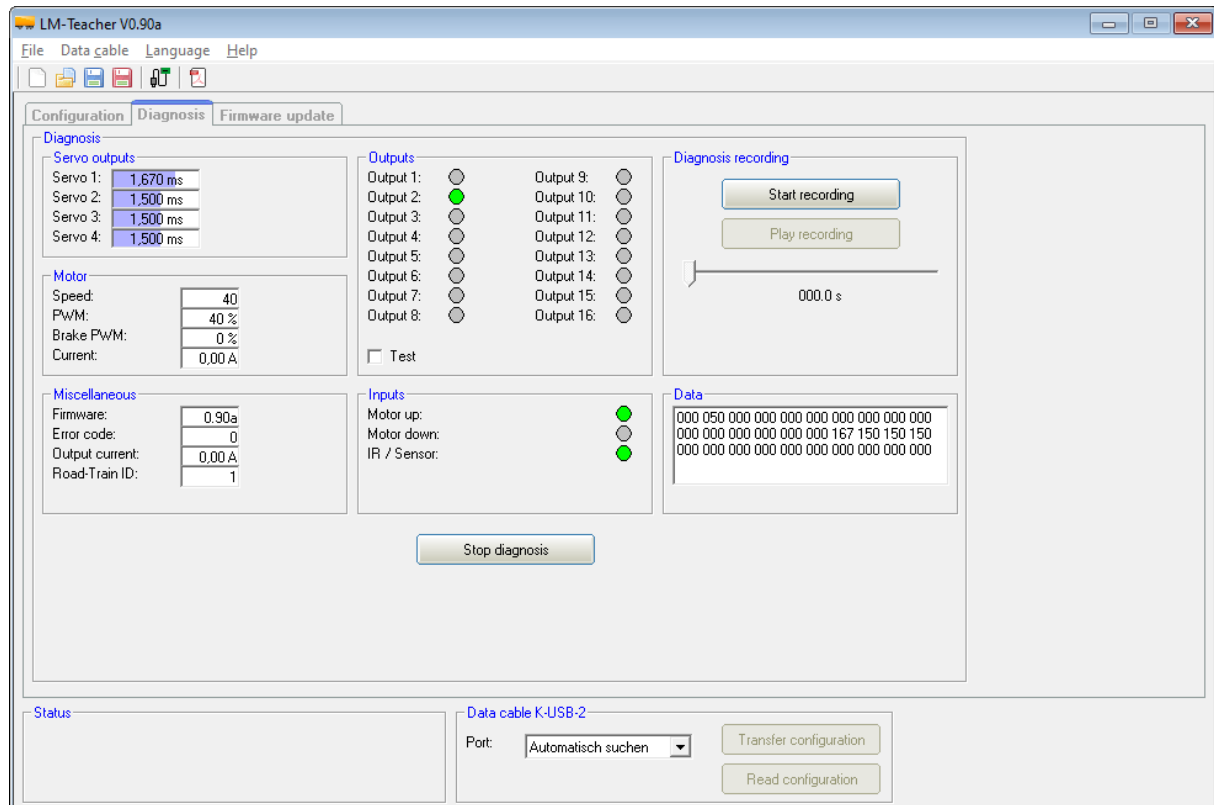 LM-Teacher V0.90a
File Data cable Language Help
Configuration Diagnosis Firmware update
Diagnosis
Servo outputs
Servo 1: 1,670 ms
Servo 2: 1,500 ms
Servo 3: 1,500 ms
Servo 4: 1,500 ms
Motor
Speed: 40
PWM: 40 %
Brake PWM: 0 %
Current: 0,00 A
Miscellaneous
Firmware: 0.90a
Error code: 0
Output current: 0,00 A
Road-Train ID: 1
Outputs
Output 1: Output 9:
Output 2: Output 10:
Output 3: Output 11:
Output 4: Output 12:
Output 5: Output 13:
Output 6: Output 14:
Output 7: Output 15:
Output 8: Output 16:
Test
Inputs
Motor up:
Motor down:
IR / Sensor:
Diagnosis recording
Start recording
Play recording
000.0 s
Data
000 050 000 000 000 000 000 000 000 000
000 000 000 000 000 000 167 150 150 150
000 000 000 000 000 000 000 000 000 000
Stop diagnosis
Status
Data cable K-USB-2
Port: Automatisch suchen
Transfer configuration
Read configuration